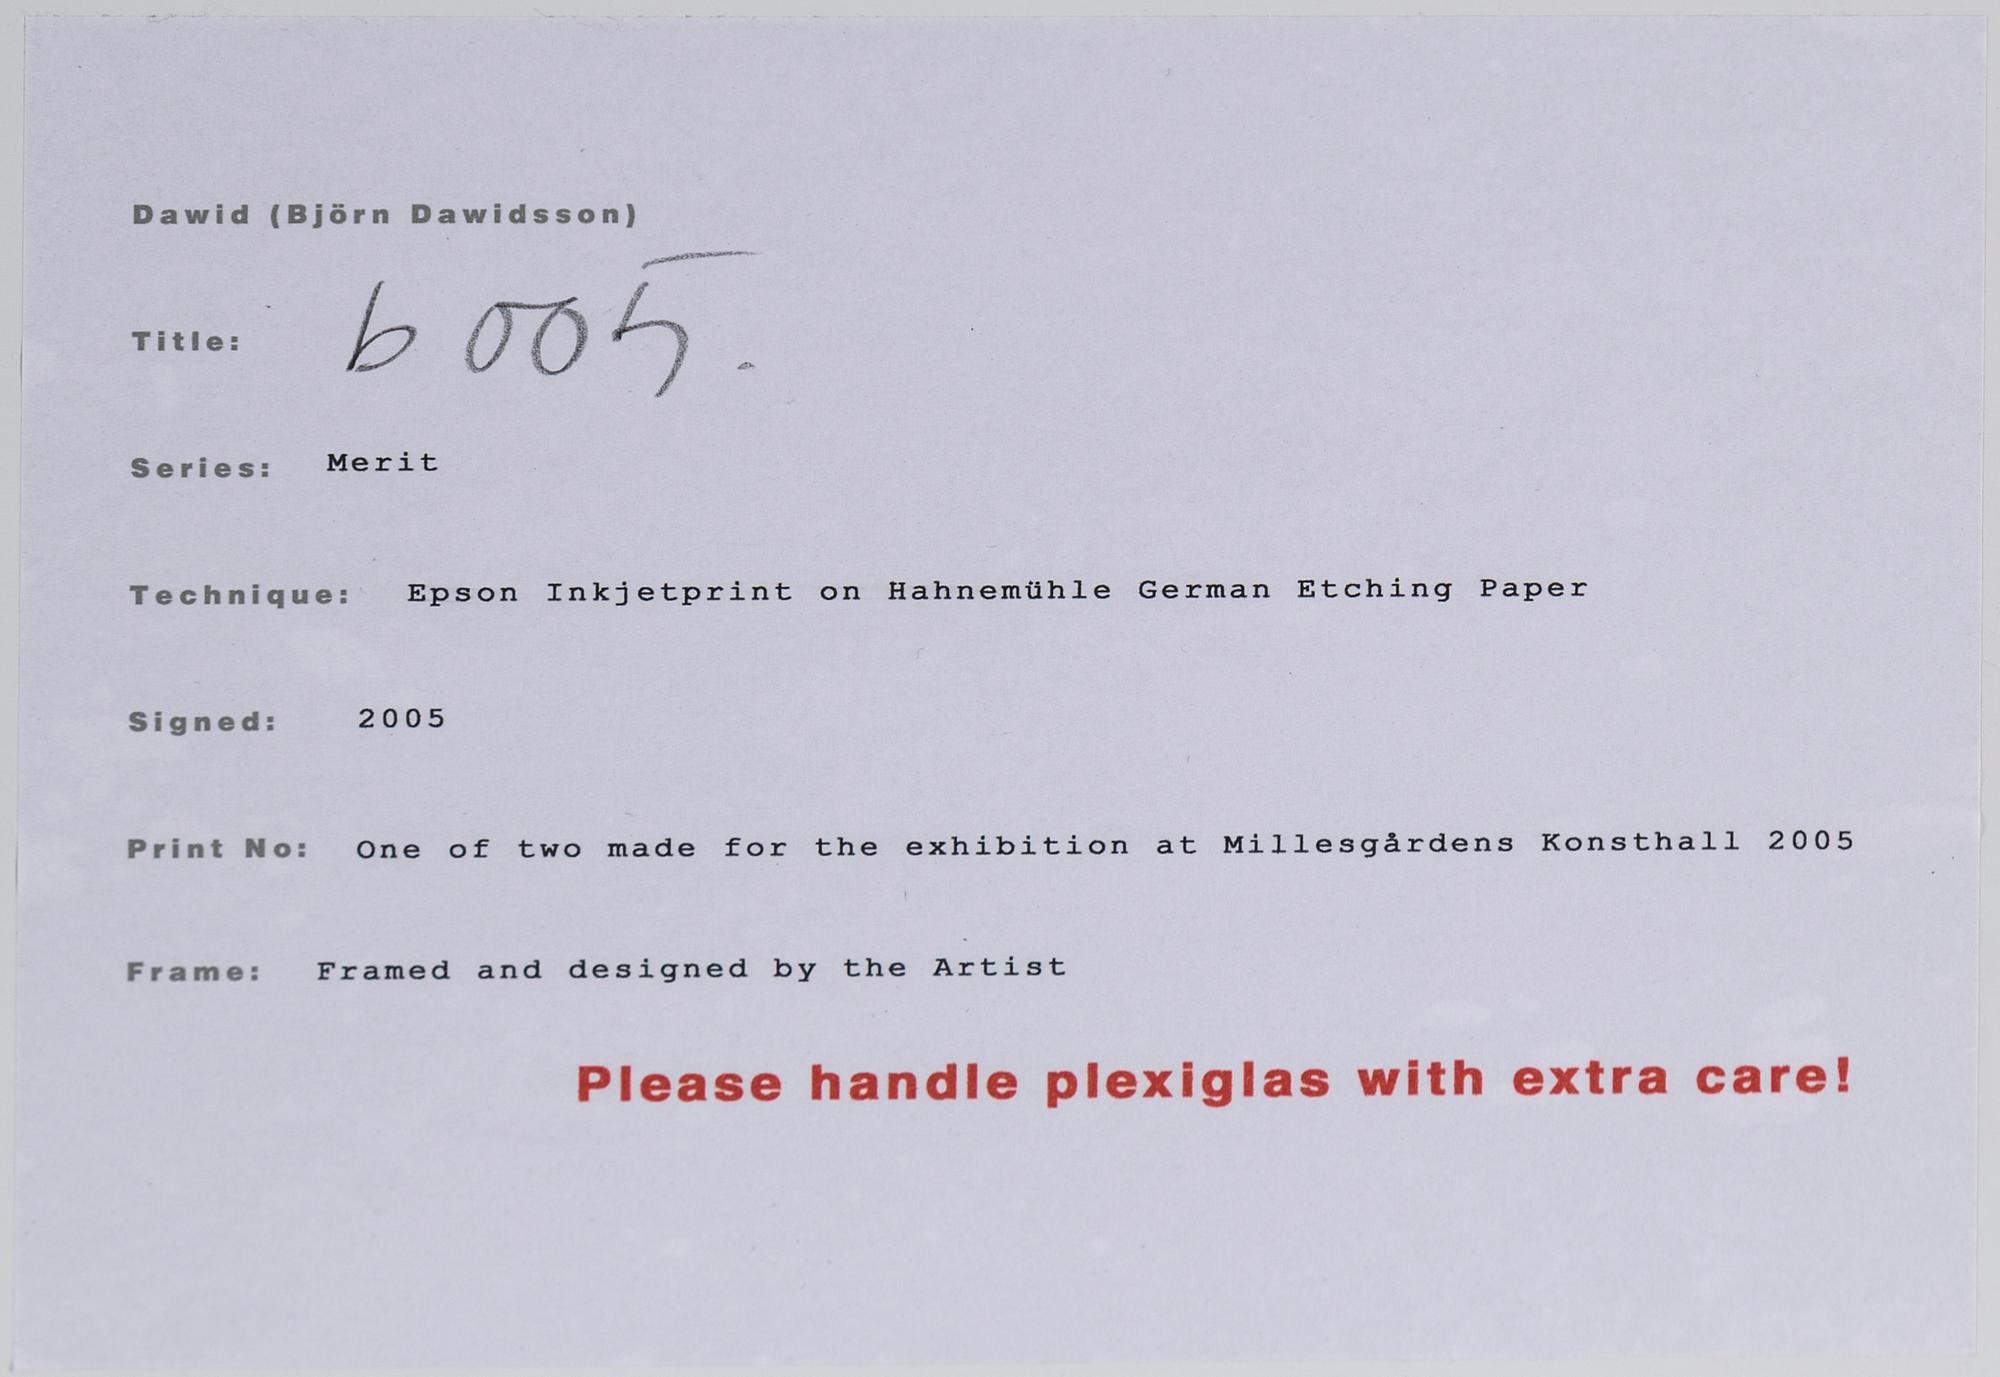 Dawid (Björn Dawidsson)
Title: b 005.
Series: Merit
Technique: Epson Inkjetprint on Hahnemühle German Etching Paper
Signed: 2005
Print No: One of two made for the exhibition at Millesgårdens Konsthall 2005
Frame: Framed and designed by the Artist
Please handle plexiglas with extra care!